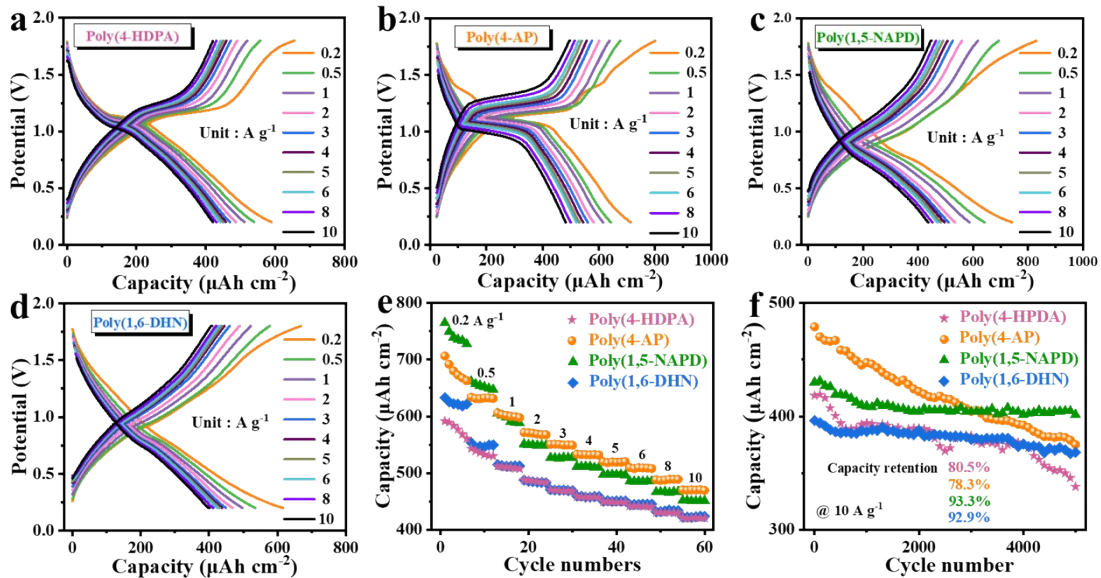 a
Poly(4-HDPA)
2.0
1.5
1.0
0.5
0.0
Potential (V)
0 200 400 600 800
Capacity (μAh cm-2)
0.2
0.5
1
2
3
4
5
6
8
10
Unit : A g-1
b
Poly(4-AP)
2.0
1.5
1.0
0.5
0.0
Potential (V)
0 200 400 600 800 1000
Capacity (μAh cm-2)
0.2
0.5
1
2
3
4
5
6
8
10
Unit : A g-1
c
Poly(1,5-NAPD)
2.0
1.5
1.0
0.5
0.0
Potential (V)
0 200 400 600 800 1000
Capacity (μAh cm-2)
0.2
0.5
1
2
3
4
5
6
8
10
Unit : A g-1
d
Poly(1,6-DHN)
2.0
1.5
1.0
0.5
0.0
Potential (V)
0 200 400 600 800
Capacity (μAh cm-2)
0.2
0.5
1
2
3
4
5
6
8
10
Unit : A g-1
e
800
700
600
500
400
Capacity (μAh cm-2)
0 20 40 60
Cycle numbers
0.2 A g-1
0.5
1
2
3
4
5
6
8
10
Poly(4-HDPA)
Poly(4-AP)
Poly(1,5-NAPD)
Poly(1,6-DHN)
f
500
400
300
Capacity (μAh cm-2)
0 2000 4000
Cycle number
Poly(4-HPDA)
Poly(4-AP)
Poly(1,5-NAPD)
Poly(1,6-DHN)
Capacity retention
80.5%
78.3%
93.3%
92.9%
@ 10 A g-1